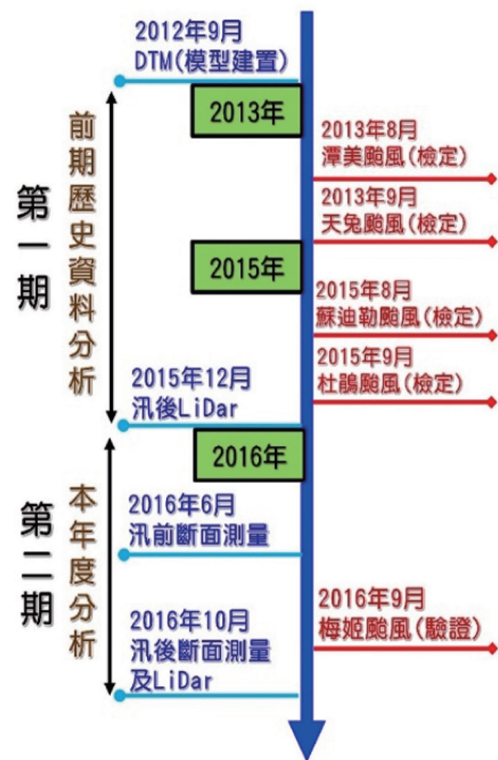 2012年9月
DTM(模型建置)
2013年
2013年8月
潭美颱風(檢定)
2013年9月
天兔颱風(檢定)
第一期
前期歷史資料分析
2015年
2015年8月
蘇迪勒颱風(檢定)
2015年9月
杜鵑颱風(檢定)
2015年12月
汛後LiDar
2016年
第二期
本年度分析
2016年6月
汛前斷面測量
2016年9月
梅姬颱風(驗證)
2016年10月
汛後斷面測量
及LiDar